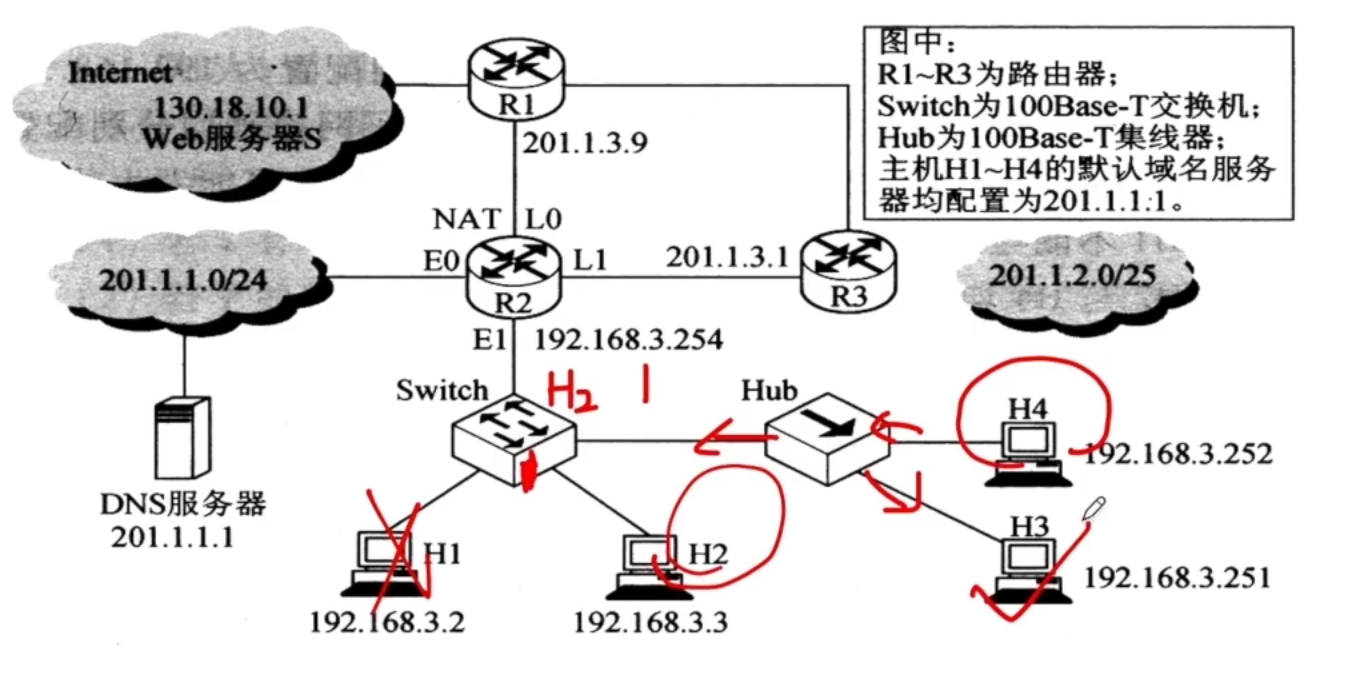 Internet
130.18.10.1
Web服务器S
R1
201.1.3.9
图中：
R1~R3为路由器；
Switch为100Base-T交换机；
Hub为100Base-T集线器；
主机H1~H4的默认域名服务
器均配置为201.1.1.1。
NAT L0
201.1.1.0/24
E0
R2
L1
201.1.3.1
R3
201.1.2.0/25
E1
192.168.3.254
Switch
H2 1
Hub
H4
192.168.3.252
DNS服务器
201.1.1.1
H1
192.168.3.2
H2
192.168.3.3
H3
192.168.3.251